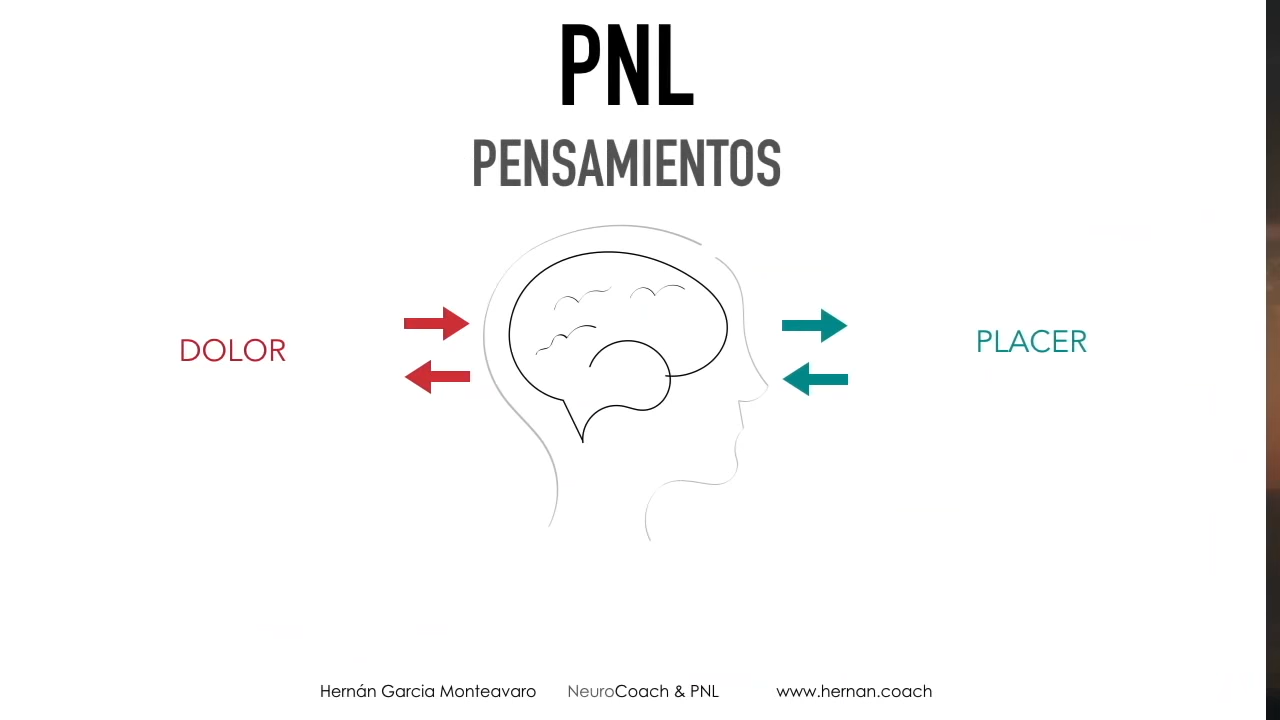 PNL
PENSAMIENTOS
DOLOR
PLACER
Hernán Garcia Monteavaro NeuroCoach & PNL www.hernan.coach